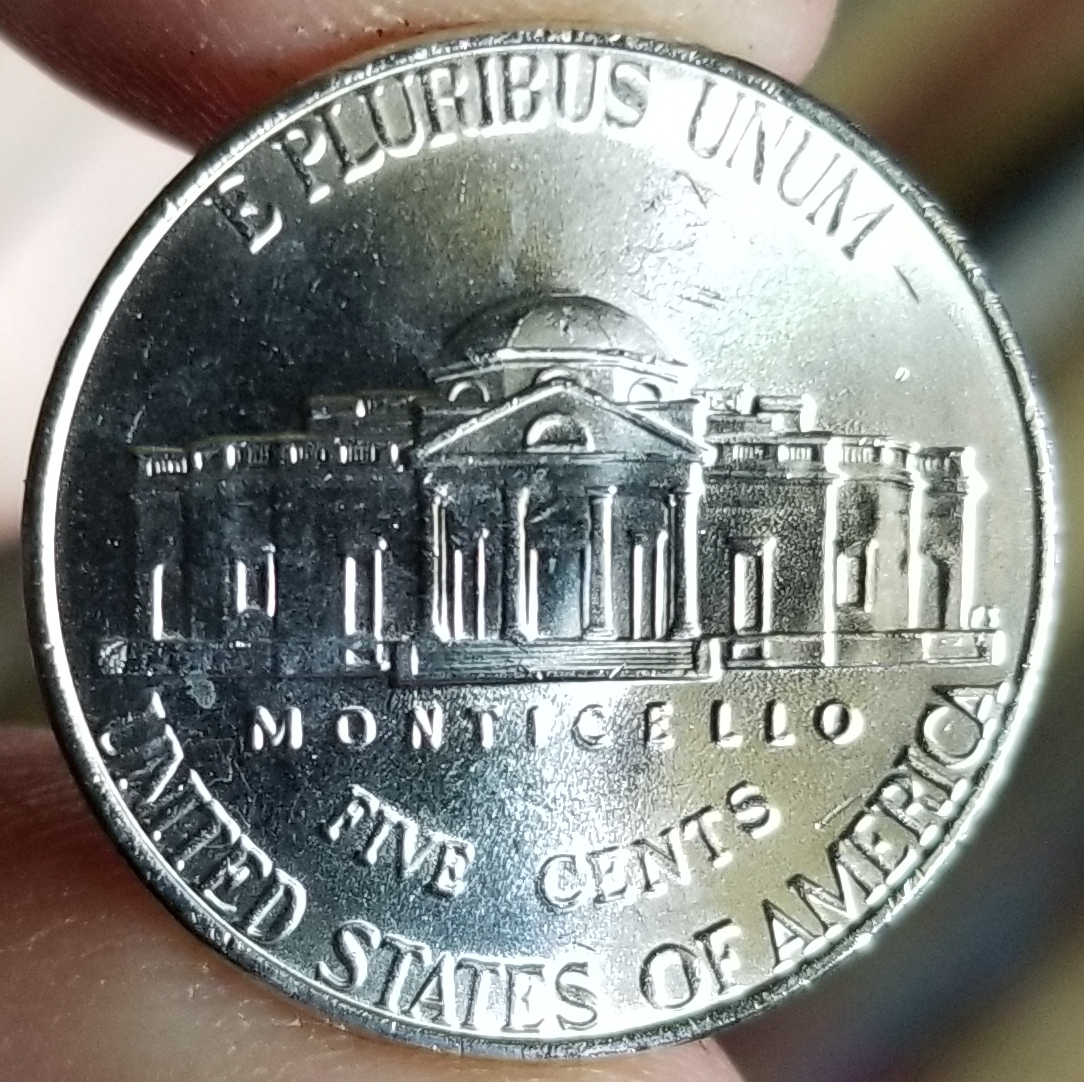 E PLURIBUS UNUM
MONTICELLO
FIVE CENTS
UNITED STATES OF AMERICA